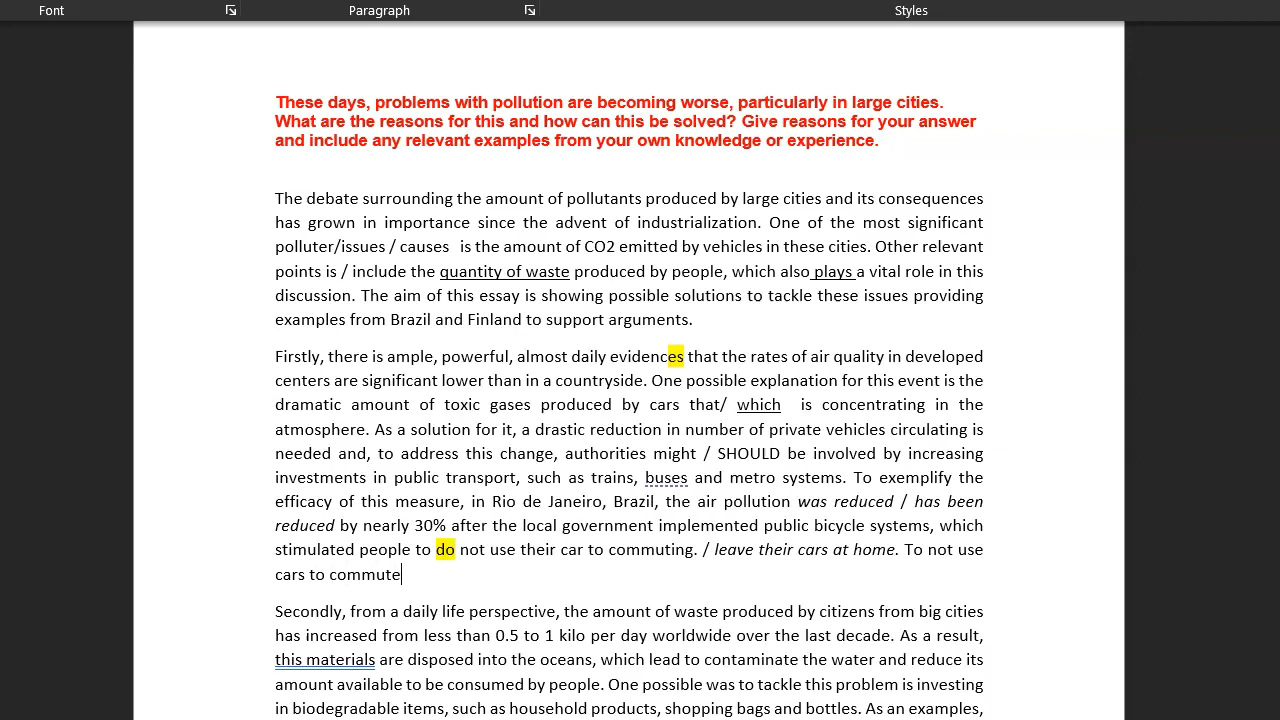 Font Paragraph Styles
These days, problems with pollution are becoming worse, particularly in large cities.
What are the reasons for this and how can this be solved? Give reasons for your answer
and include any relevant examples from your own knowledge or experience.
The debate surrounding the amount of pollutants produced by large cities and its consequences
has grown in importance since the advent of industrialization. One of the most significant
polluter/issues / causes is the amount of CO2 emitted by vehicles in these cities. Other relevant
points is / include the quantity of waste produced by people, which also plays a vital role in this
discussion. The aim of this essay is showing possible solutions to tackle these issues providing
examples from Brazil and Finland to support arguments.
Firstly, there is ample, powerful, almost daily evidences that the rates of air quality in developed
centers are significant lower than in a countryside. One possible explanation for this event is the
dramatic amount of toxic gases produced by cars that/ which is concentrating in the
atmosphere. As a solution for it, a drastic reduction in number of private vehicles circulating is
needed and, to address this change, authorities might / SHOULD be involved by increasing
investments in public transport, such as trains, buses and metro systems. To exemplify the
efficacy of this measure, in Rio de Janeiro, Brazil, the air pollution was reduced / has been
reduced by nearly 30% after the local government implemented public bicycle systems, which
stimulated people to do not use their car to commuting. / leave their cars at home. To not use
cars to commute
Secondly, from a daily life perspective, the amount of waste produced by citizens from big cities
has increased from less than 0.5 to 1 kilo per day worldwide over the last decade. As a result,
this materials are disposed into the oceans, which lead to contaminate the water and reduce its
amount available to be consumed by people. One possible was to tackle this problem is investing
in biodegradable items, such as household products, shopping bags and bottles. As an examples,